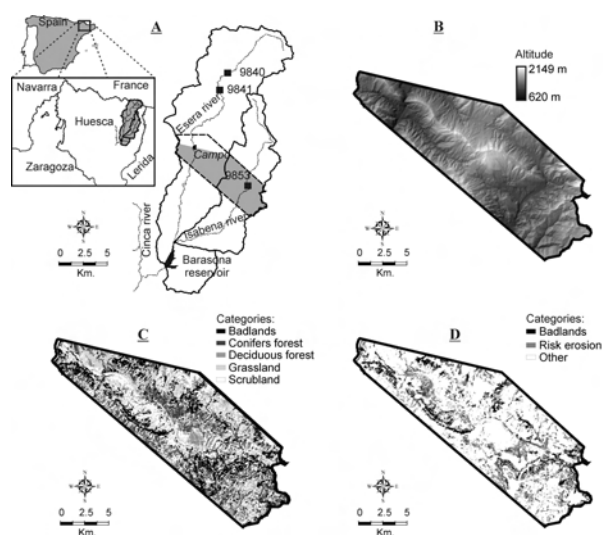 A
Spain
Navarra
France
Huesca
Zaragoza
Lerida
9840
9841
Esera river
Campo
9853
Isabena river
Cinca river
Barasona
reservoir
N
W E
S
0 2.5 5
Km.
B
Altitude
2149 m
620 m
N
W E
S
0 2.5 5
Km.
C
Categories:
Badlands
Conifers forest
Deciduous forest
Grassland
Scrubland
N
W E
S
0 2.5 5
Km.
D
Categories:
Badlands
Risk erosion
Other
N
W E
S
0 2.5 5
Km.